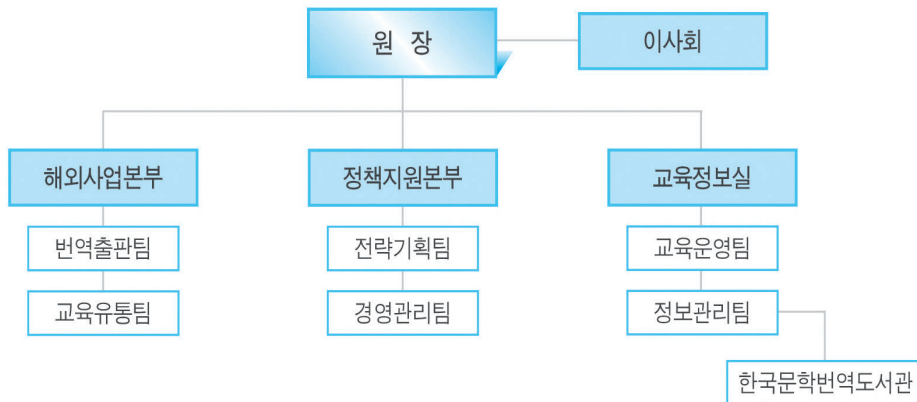 원 장
이사회
해외사업본부
정책지원본부
교육정보실
번역출판팀
전략기획팀
교육운영팀
교육유통팀
경영관리팀
정보관리팀
한국문학번역도서관